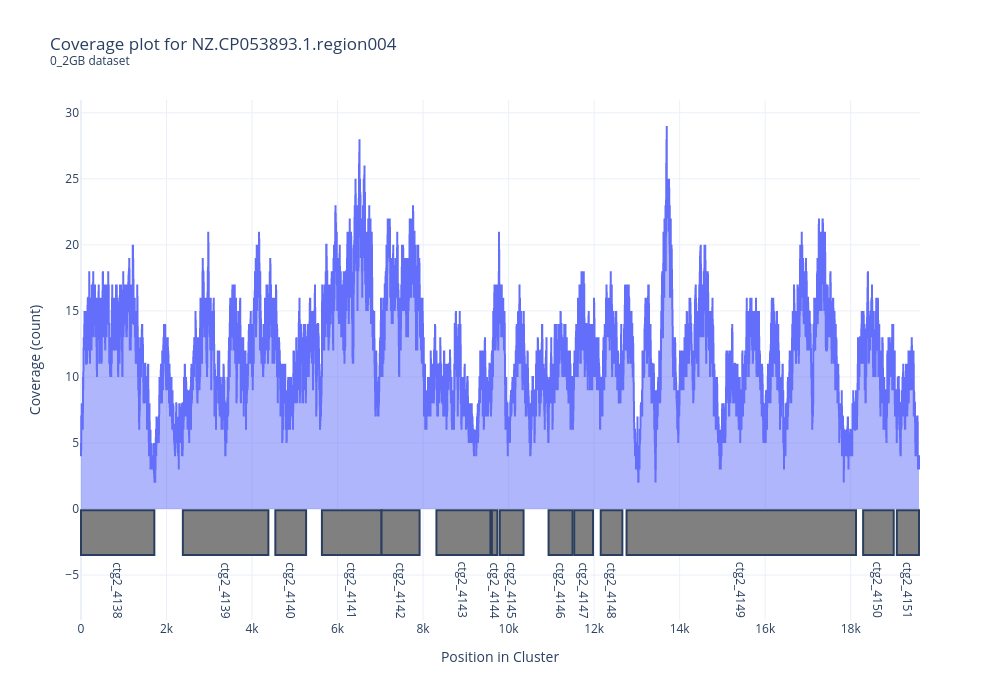 Coverage plot for NZ.CP053893.1.region004
0_2GB dataset
30
25
20
15
10
5
0
−5
Coverage (count)
ctg2_4138
ctg2_4139
ctg2_4140
ctg2_4141
ctg2_4142
ctg2_4143
ctg2_4144
ctg2_4145
ctg2_4146
ctg2_4147
ctg2_4148
ctg2_4149
ctg2_4150
ctg2_4151
0
2k
4k
6k
8k
10k
12k
14k
16k
18k
Position in Cluster